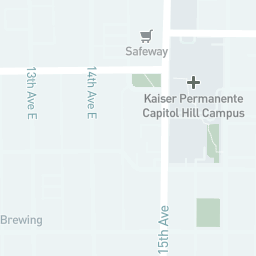 Safeway
13th Ave E
14th Ave E
Kaiser Permanente
Capitol Hill Campus
15th Ave
Brewing